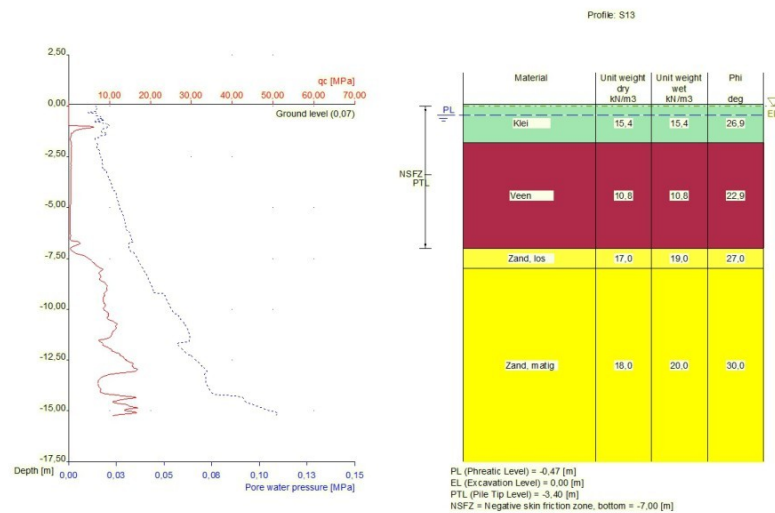 Profile: S13
2,50
qc [MPa]
10,00 20,00 30,00 40,00 50,00 60,00 70,00
0,00
Ground level (0,07)
-2,50
-5,00
-7,50
-10,00
-12,50
-15,00
-17,50
Depth [m]
0,00 0,03 0,05 0,08 0,10 0,13 0,15
Pore water pressure [MPa]
Material Unit weight dry kN/m3 Unit weight wet kN/m3 Phi deg
PL
EL
Klei 15,4 15,4 26,9
NSFZ
PTL
Veen 10,8 10,8 22,9
Zand, los 17,0 19,0 27,0
Zand, matig 18,0 20,0 30,0
PL (Phreatic Level) = -0,47 [m]
EL (Excavation Level) = 0,00 [m]
PTL (Pile Tip Level) = -3,40 [m]
NSFZ = Negative skin friction zone, bottom = -7,00 [m]